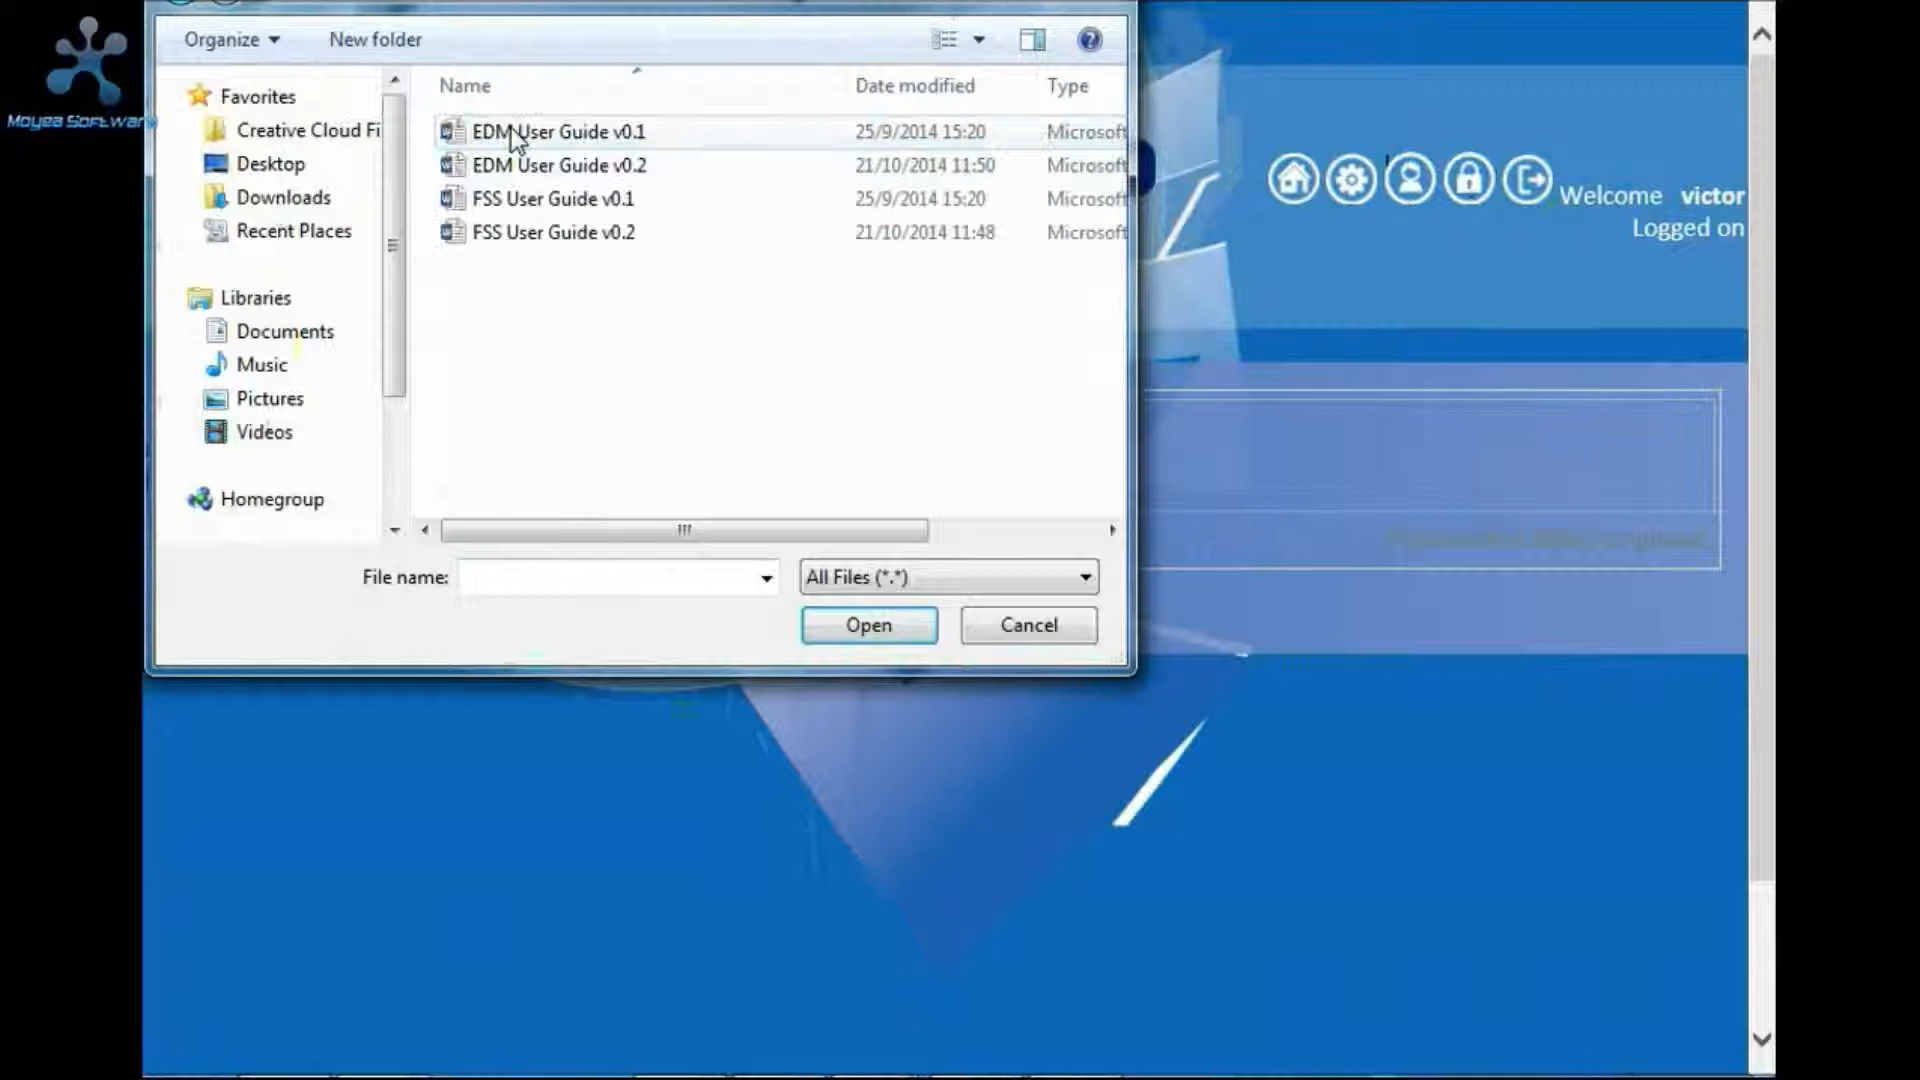 Moyea Softwar
Organize
New folder
Name
Date modified
Type
Favorites
Creative Cloud Fi
Desktop
Downloads
Recent Places
Libraries
Documents
Music
Pictures
Videos
Homegroup
EDM User Guide v0.1 25/9/2014 15:20 Microsoft
EDM User Guide v0.2 21/10/2014 11:50 Microsoft
FSS User Guide v0.1 25/9/2014 15:20 Microsoft
FSS User Guide v0.2 21/10/2014 11:48 Microsoft
File name:
All Files (*.*)
Open
Cancel
Welcome victor
Logged on